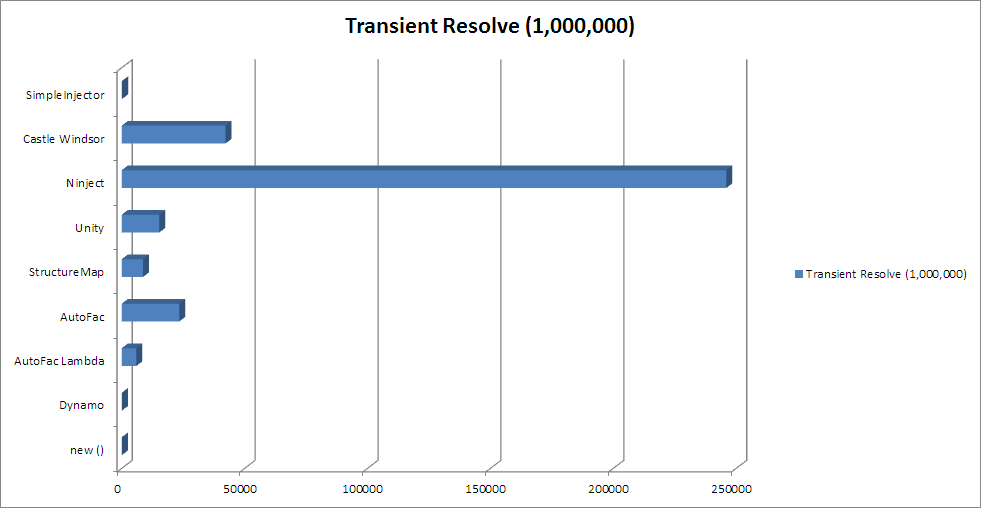 Transient Resolve (1,000,000)
SimpleInjector
Castle Windsor
Ninject
Unity
StructureMap
AutoFac
AutoFac Lambda
Dynamo
new ()
Transient Resolve (1,000,000)
0 50000 100000 150000 200000 250000